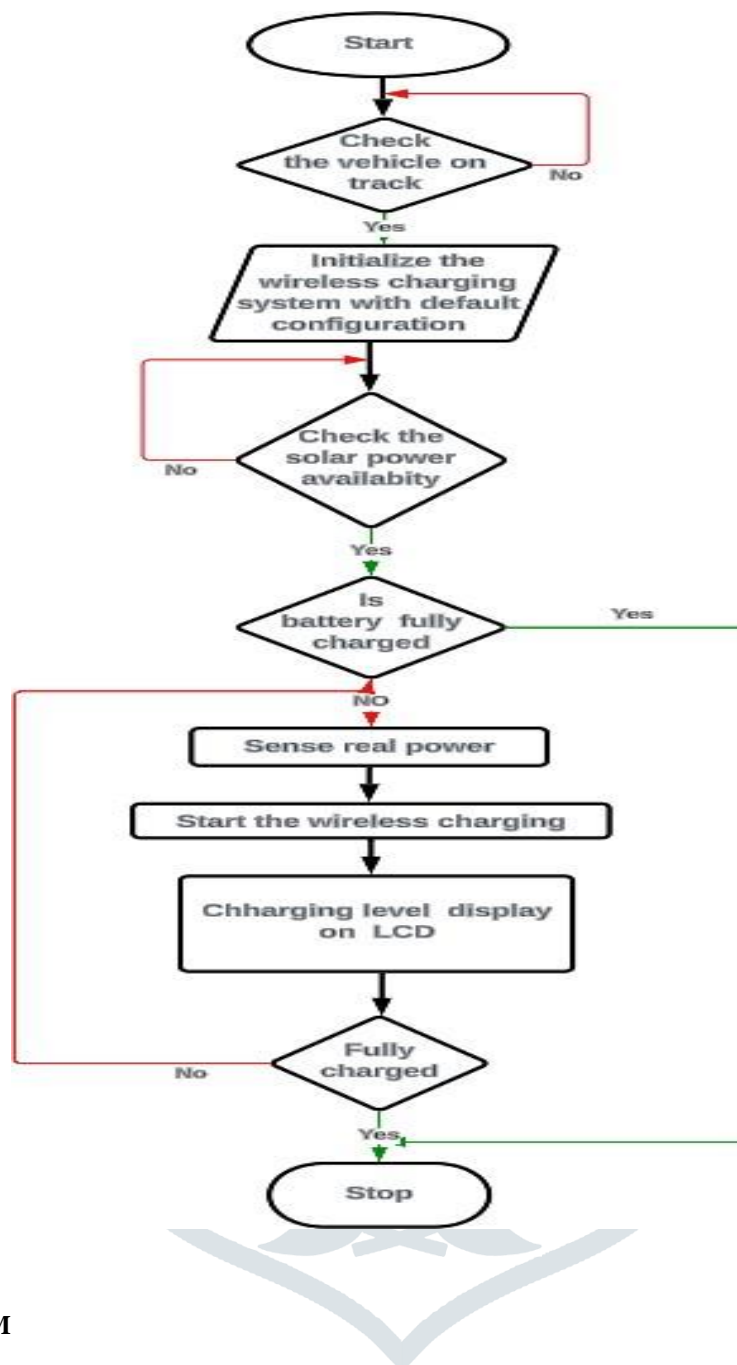 Start
Check
the vehicle on
track
No
Yes
Initialize the
wireless charging
system with default
configuration
Check the
solar power
availabity
No
Yes
Is
battery fully
charged
Yes
NO
Sense real power
Start the wireless charging
Chharging level display
on LCD
Fully
charged
No
Yes
Stop
M